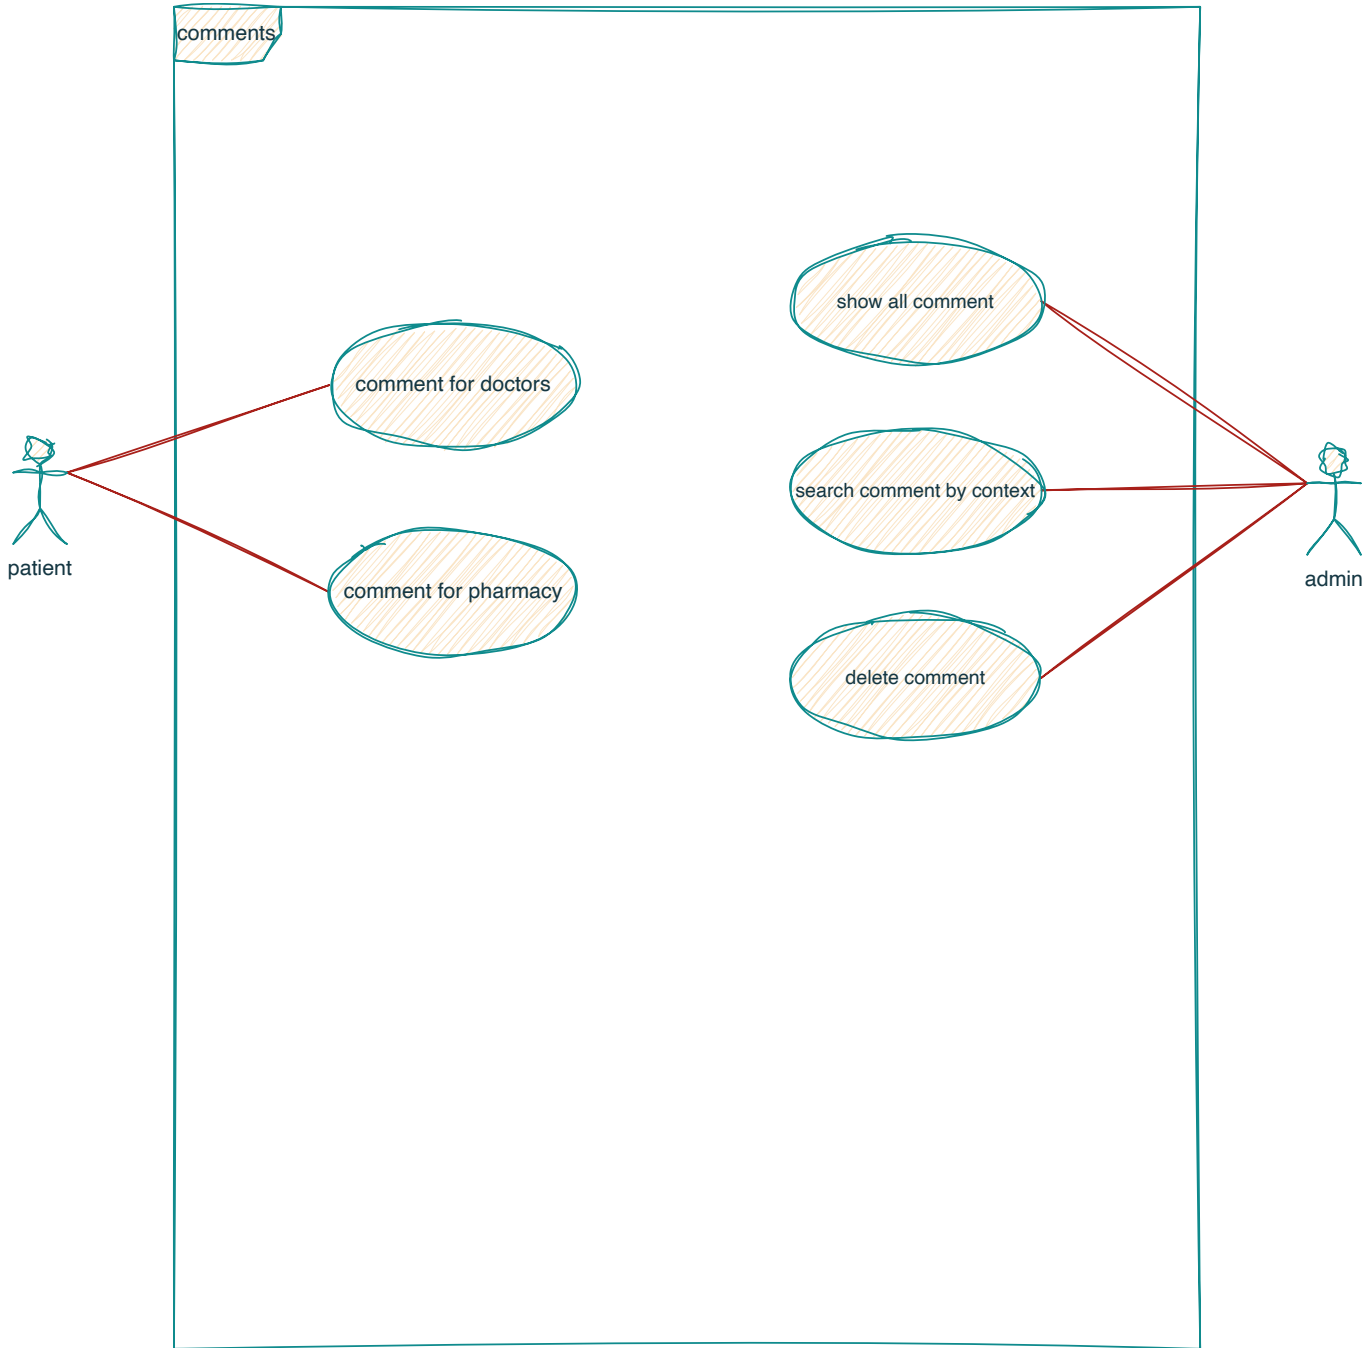 comments
show all comment
comment for doctors
search comment by context
patient
admin
comment for pharmacy
delete comment